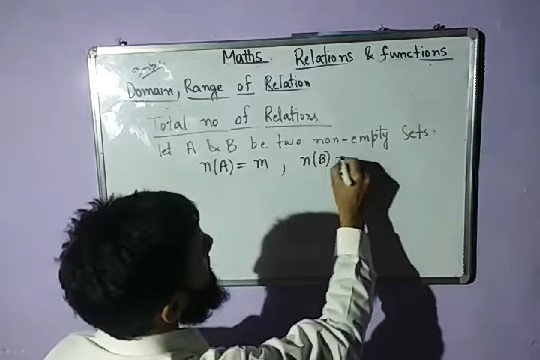 Maths Relations & functions
Domain, Range of Relation
Total no of Relations
let A & B be two non-empty Sets.
n(A) = m , n(B) =